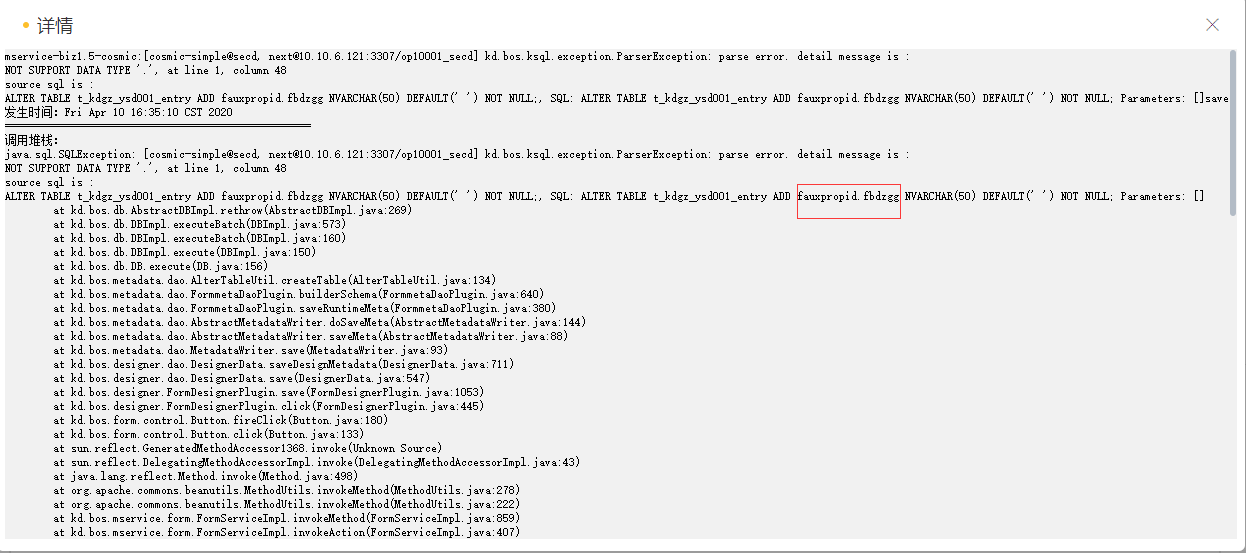 详情
mservice-biz1.5-cosmic:[cosmic-simple@secd, next@10.10.6.121:3307/op10001_secd] kd.bos.ksql.exception.ParserException: parse error. detail message is :
NOT SUPPORT DATA TYPE '.', at line 1, column 48
source sql is :
ALTER TABLE t_kdgz_ysd001_entry ADD fauxpropid.fbdzgg NVARCHAR(50) DEFAULT(' ') NOT NULL;, SQL: ALTER TABLE t_kdgz_ysd001_entry ADD fauxpropid.fbdzgg NVARCHAR(50) DEFAULT(' ') NOT NULL; Parameters: []save
发生时间: Fri Apr 10 16:35:10 CST 2020
===================================================
调用堆栈:
java.sql.SQLException: [cosmic-simple@secd, next@10.10.6.121:3307/op10001_secd] kd.bos.ksql.exception.ParserException: parse error. detail message is :
NOT SUPPORT DATA TYPE '.', at line 1, column 48
source sql is :
ALTER TABLE t_kdgz_ysd001_entry ADD fauxpropid.fbdzgg NVARCHAR(50) DEFAULT(' ') NOT NULL;, SQL: ALTER TABLE t_kdgz_ysd001_entry ADD fauxpropid.fbdzgg NVARCHAR(50) DEFAULT(' ') NOT NULL; Parameters: []
at kd.bos.db.AbstractDBImpl.rethrow(AbstractDBImpl.java:269)
at kd.bos.db.DBImpl.executeBatch(DBImpl.java:573)
at kd.bos.db.DBImpl.executeBatch(DBImpl.java:160)
at kd.bos.db.DBImpl.execute(DBImpl.java:150)
at kd.bos.db.DB.execute(DB.java:156)
at kd.bos.metadata.dao.AlterTableUtil.createTable(AlterTableUtil.java:134)
at kd.bos.metadata.dao.FormmetaDaoPlugin.builderSchema(FormmetaDaoPlugin.java:640)
at kd.bos.metadata.dao.FormmetaDaoPlugin.saveRuntimeMeta(FormmetaDaoPlugin.java:380)
at kd.bos.metadata.dao.AbstractMetadataWriter.doSaveMeta(AbstractMetadataWriter.java:144)
at kd.bos.metadata.dao.AbstractMetadataWriter.saveMeta(AbstractMetadataWriter.java:88)
at kd.bos.metadata.dao.MetadataWriter.save(MetadataWriter.java:93)
at kd.bos.designer.dao.DesignerData.saveDesignMetadata(DesignerData.java:711)
at kd.bos.designer.dao.DesignerData.save(DesignerData.java:547)
at kd.bos.designer.FormDesignerPlugin.save(FormDesignerPlugin.java:1053)
at kd.bos.designer.FormDesignerPlugin.click(FormDesignerPlugin.java:445)
at kd.bos.form.control.Button.fireClick(Button.java:180)
at kd.bos.form.control.Button.click(Button.java:133)
at sun.reflect.GeneratedMethodAccessor1368.invoke(Unknown Source)
at sun.reflect.DelegatingMethodAccessorImpl.invoke(DelegatingMethodAccessorImpl.java:43)
at java.lang.reflect.Method.invoke(Method.java:498)
at org.apache.commons.beanutils.MethodUtils.invokeMethod(MethodUtils.java:278)
at org.apache.commons.beanutils.MethodUtils.invokeMethod(MethodUtils.java:222)
at kd.bos.mservice.form.FormServiceImpl.invokeMethod(FormServiceImpl.java:859)
at kd.bos.mservice.form.FormServiceImpl.invokeAction(FormServiceImpl.java:407)